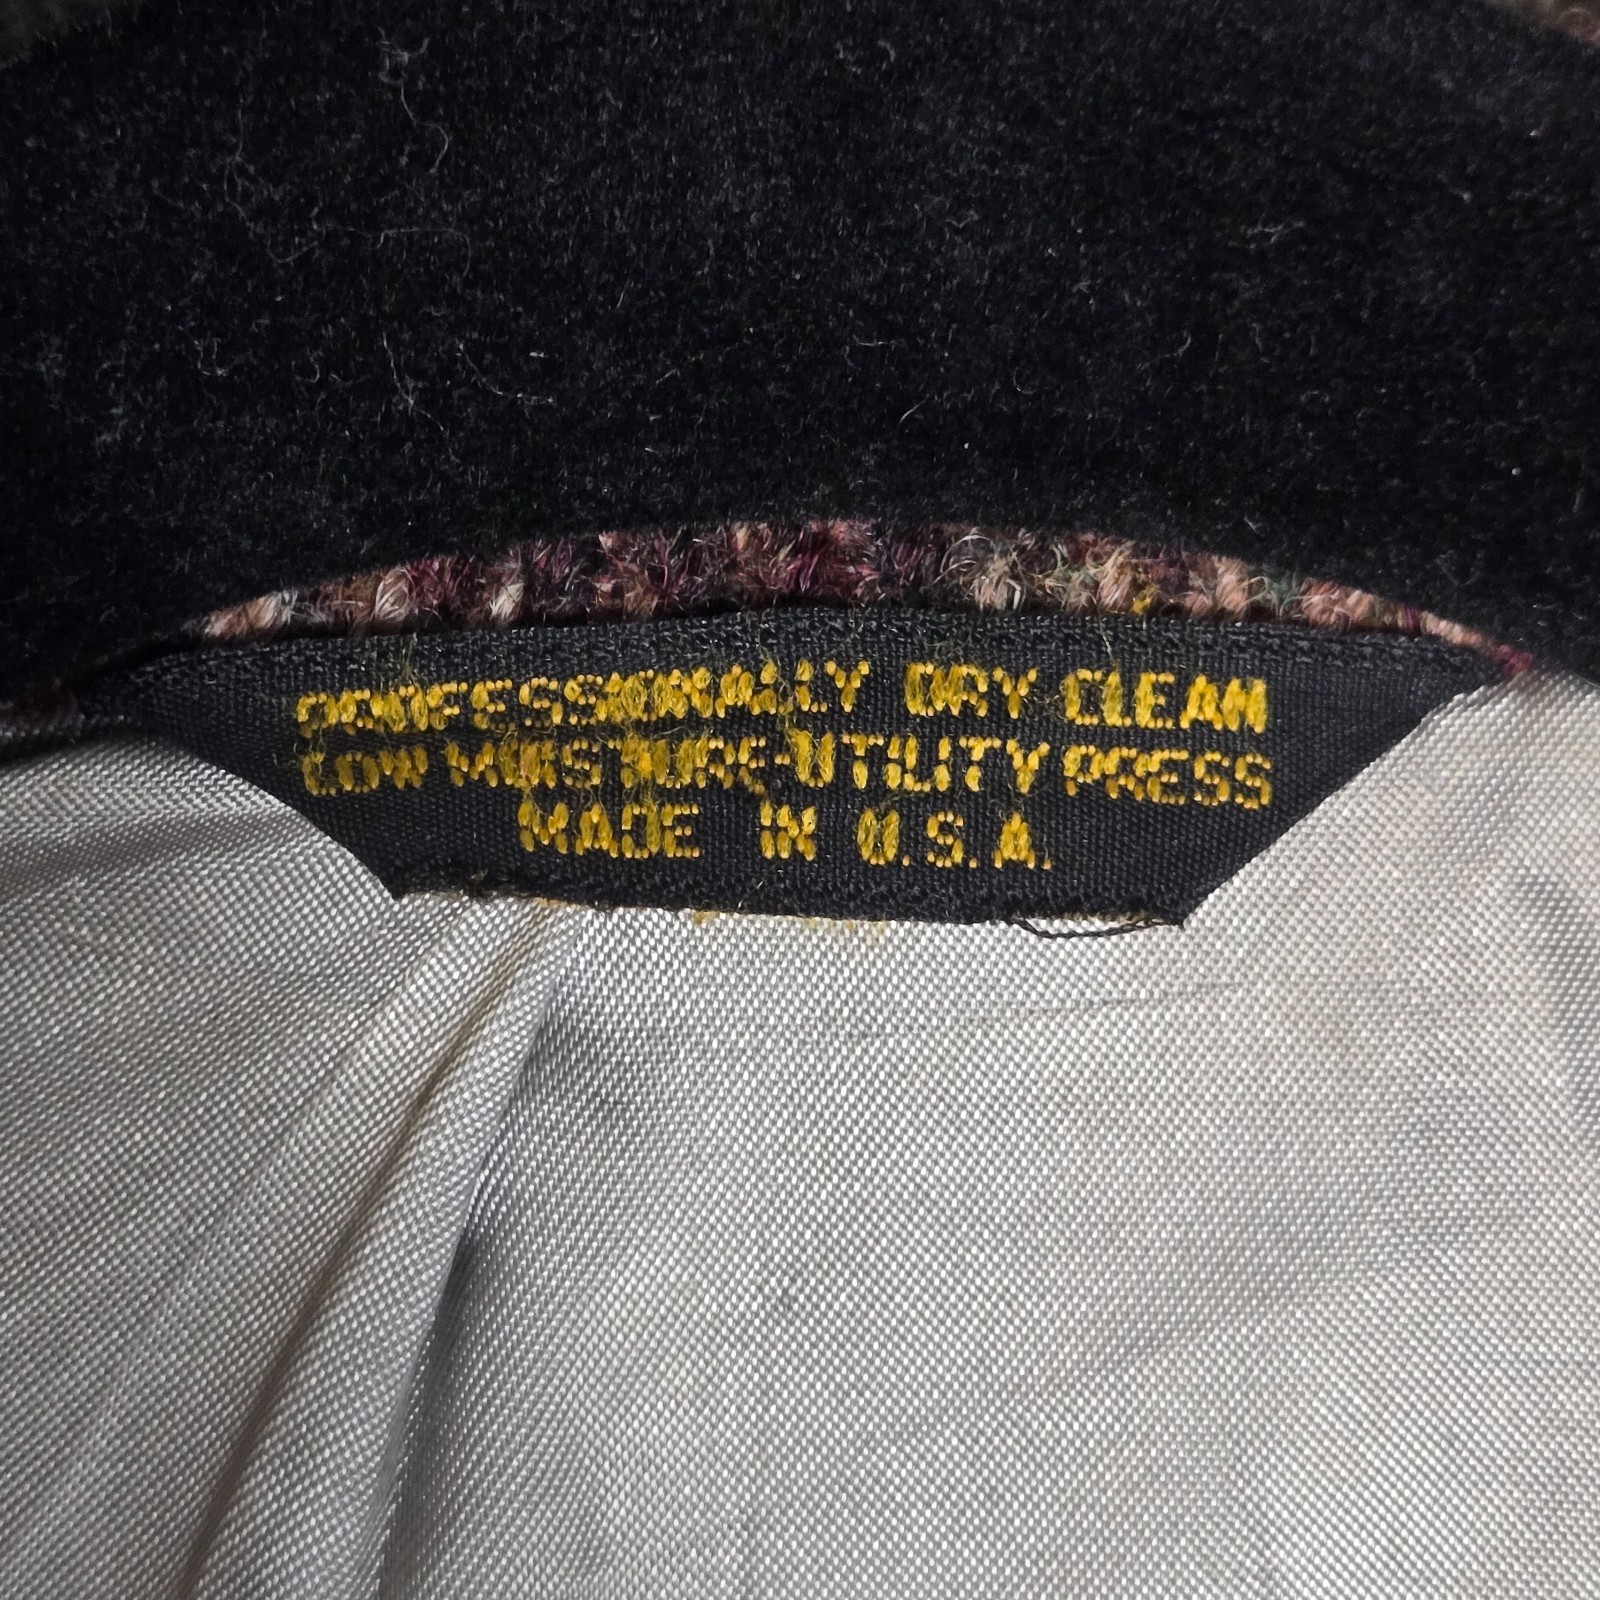 PROFESSIONALLY DRY CLEAN
LOW MOISTURE-UTILITY PRESS
MADE IN U.S.A.